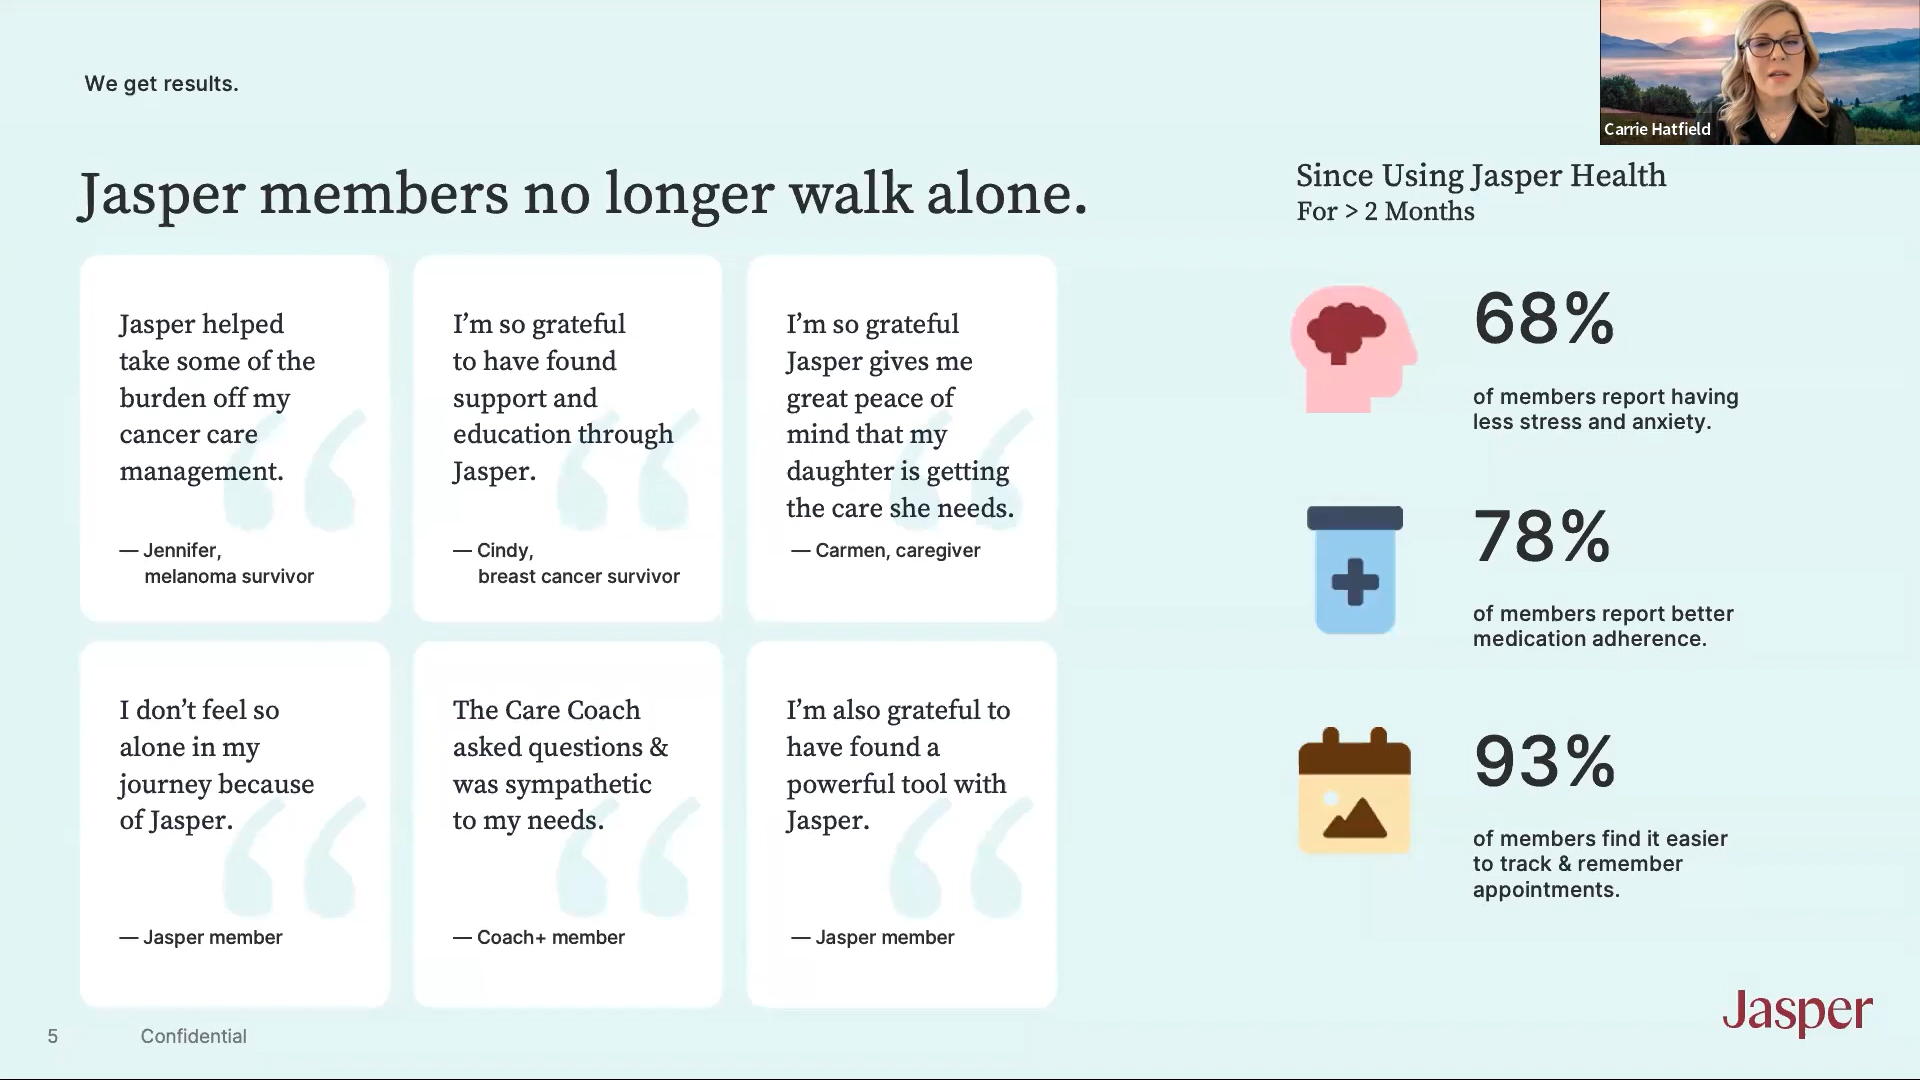 We get results.
Carrie Hatfield
Jasper members no longer walk alone.
Jasper helped
take some of the
burden off my
cancer care
management.
— Jennifer,
melanoma survivor
I’m so grateful
to have found
support and
education through
Jasper.
— Cindy,
breast cancer survivor
I’m so grateful
Jasper gives me
great peace of
mind that my
daughter is getting
the care she needs.
— Carmen, caregiver
I don’t feel so
alone in my
journey because
of Jasper.
— Jasper member
The Care Coach
asked questions &
was sympathetic
to my needs.
— Coach+ member
I’m also grateful to
have found a
powerful tool with
Jasper.
— Jasper member
Since Using Jasper Health
For > 2 Months
68%
of members report having
less stress and anxiety.
78%
of members report better
medication adherence.
93%
of members find it easier
to track & remember
appointments.
5
Confidential
Jasper